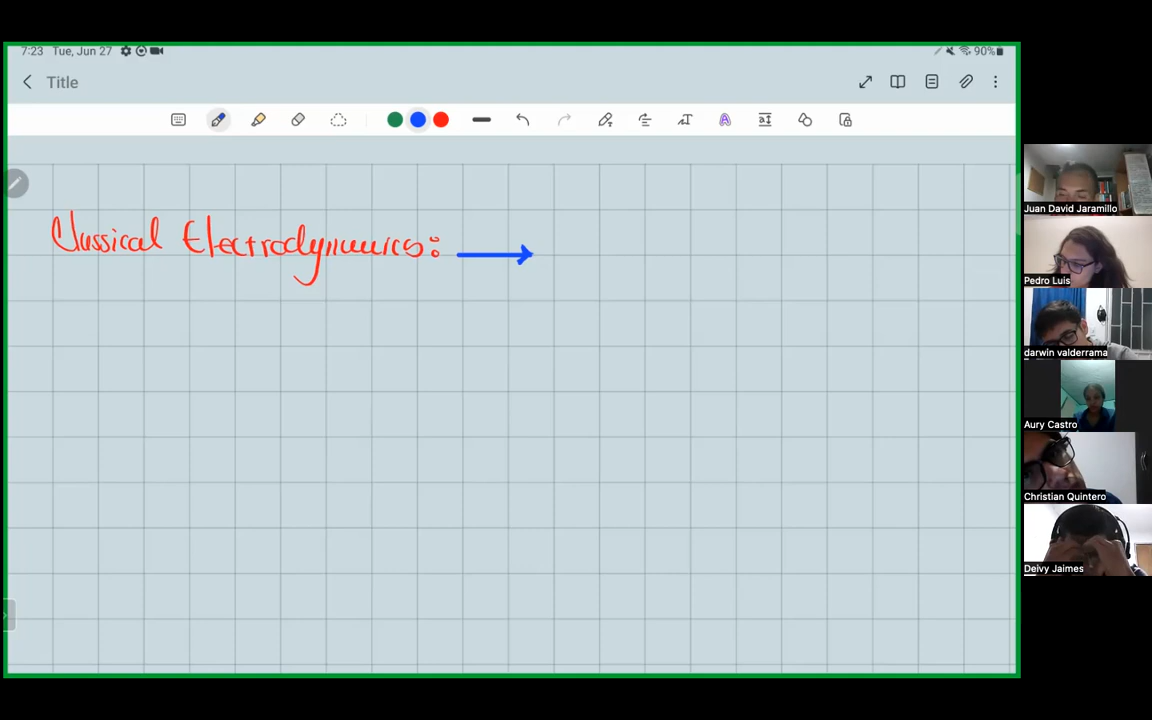 7:23 Tue, Jun 27
90%
Title
Classical Electrodynamics:
Juan David Jaramillo
Pedro Luis
darwin valderrama
Aury Castro
Christian Quintero
Deivy Jaimes